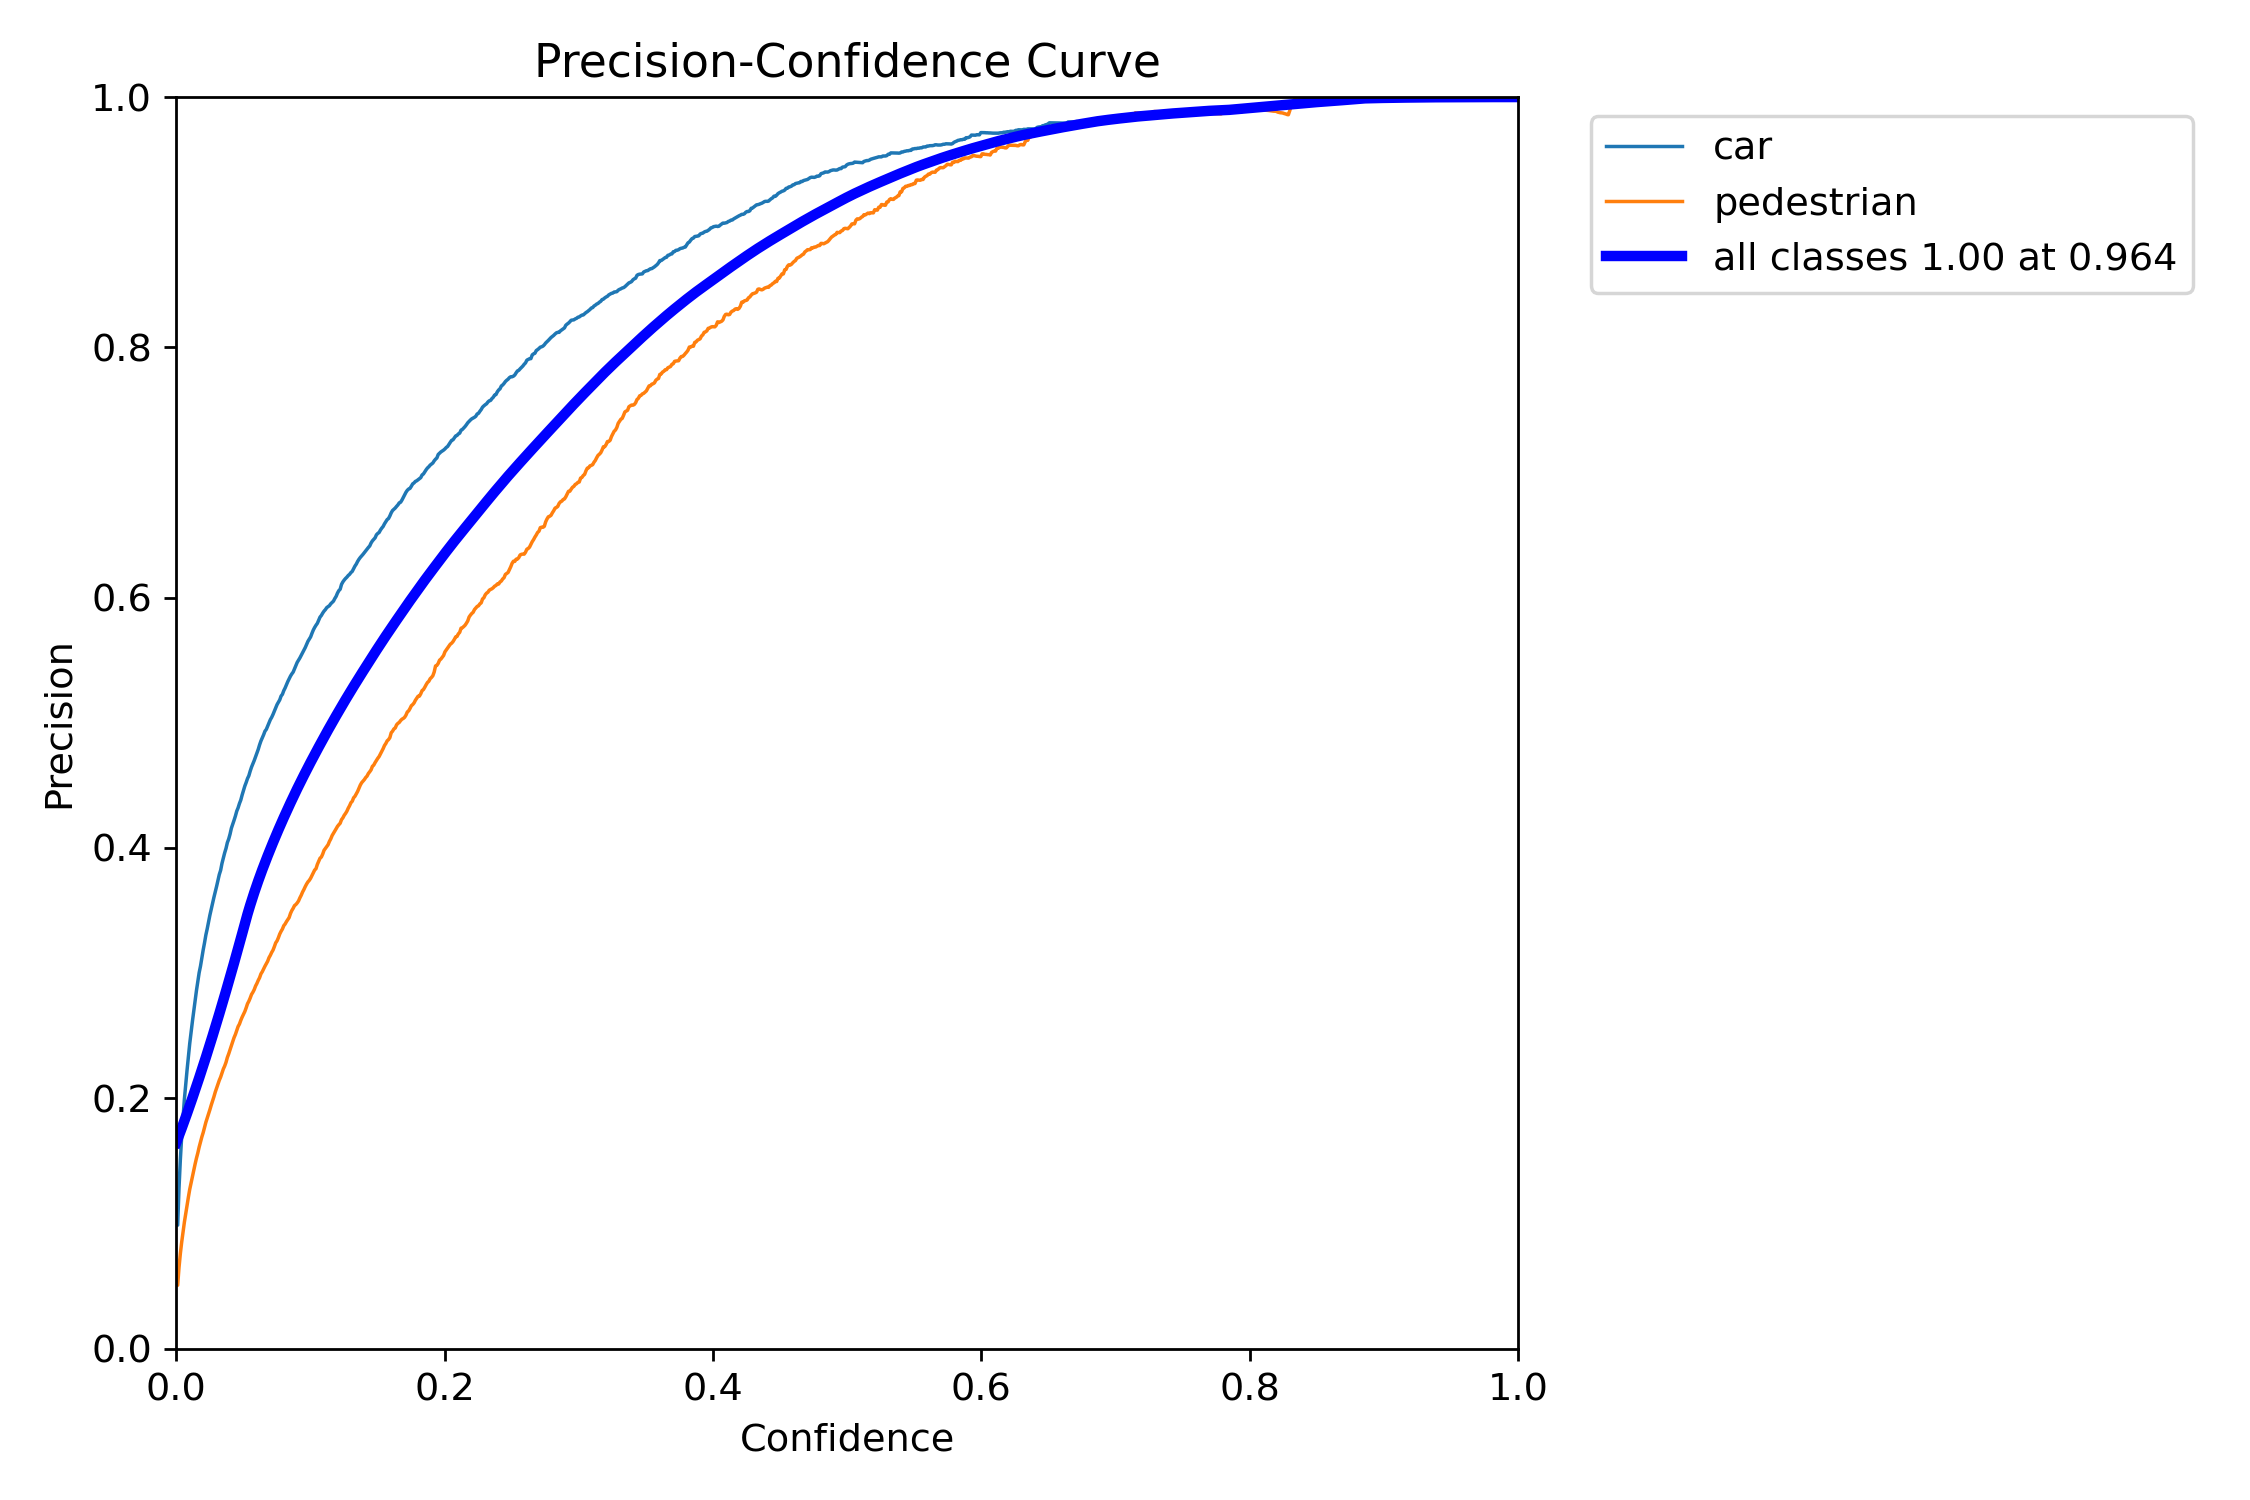 Precision-Confidence Curve
1.0
0.8
0.6
0.4
0.2
0.0
Precision
0.0 0.2 0.4 0.6 0.8 1.0
Confidence
car
pedestrian
all classes 1.00 at 0.964